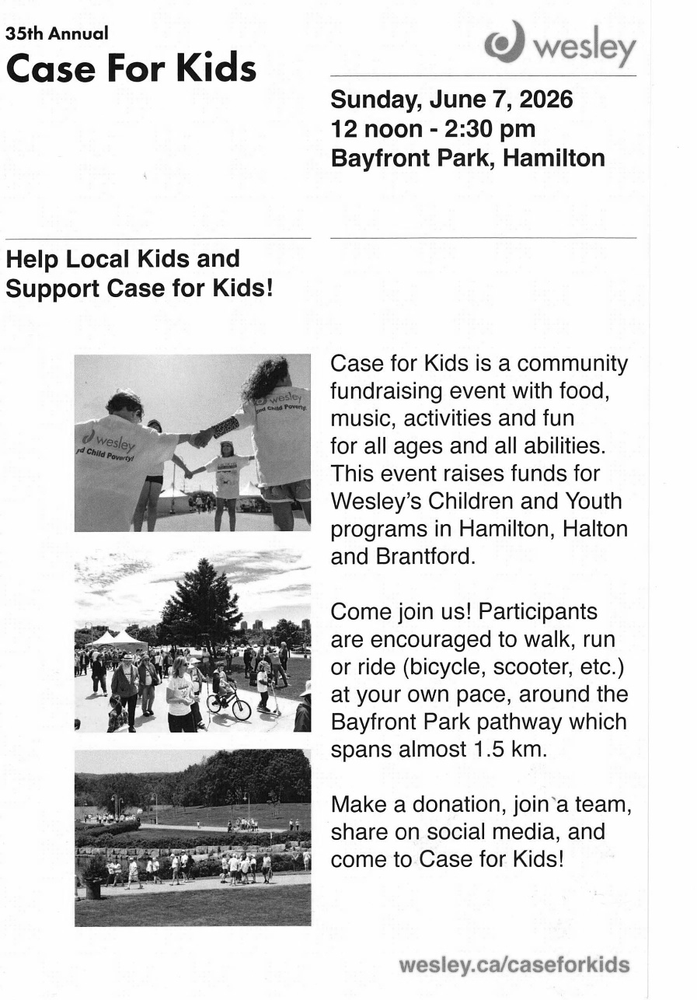 35th Annual
Case For Kids
wesley
Sunday, June 7, 2026
12 noon - 2:30 pm
Bayfront Park, Hamilton
Help Local Kids and
Support Case for Kids!
wesley
nd Child Poverty!
wesley
rd Child Poverty!
Case for Kids is a community
fundraising event with food,
music, activities and fun
for all ages and all abilities.
This event raises funds for
Wesley's Children and Youth
programs in Hamilton, Halton
and Brantford.
Come join us! Participants
are encouraged to walk, run
or ride (bicycle, scooter, etc.)
at your own pace, around the
Bayfront Park pathway which
spans almost 1.5 km.
Make a donation, join a team,
share on social media, and
come to Case for Kids!
wesley.ca/caseforkids